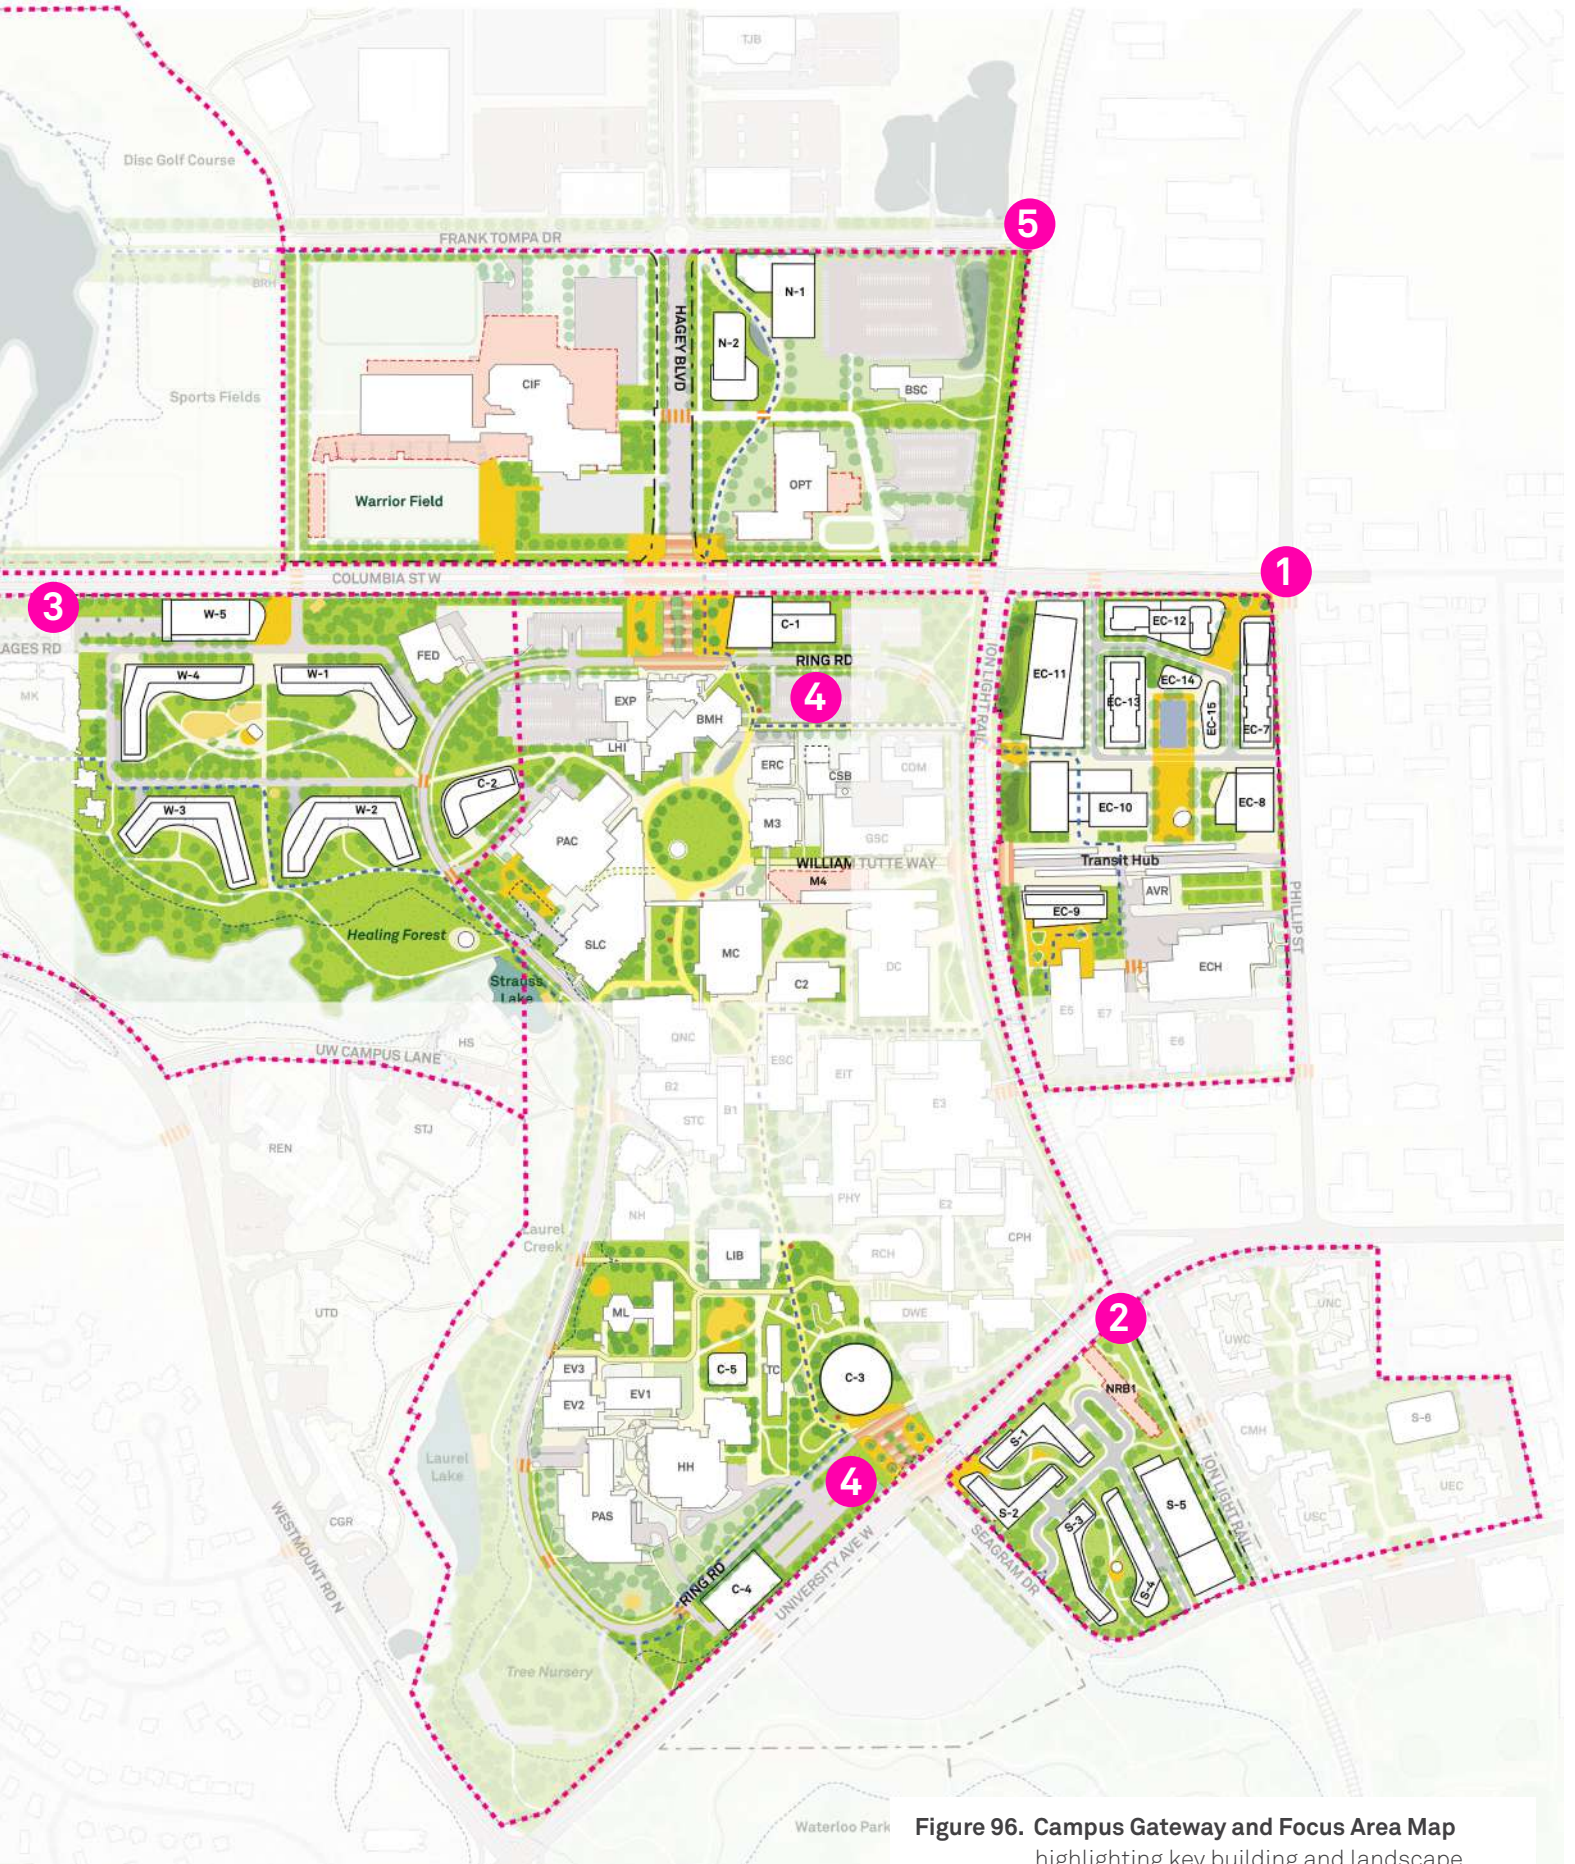 TJB
Disc Golf Course
5
FRANK TOMPA DR
BRH
N-1
HAGEY BLVD
N-2
CIF
BSC
Sports Fields
OPT
Warrior Field
1
COLUMBIA ST W
3
W-5
C-1
EC-12
AGES RD
FED
RING RD
ION LIGHT RAIL
EC-11
EC-14
MK
W-4
W-1
4
EC-13
EC-15
EC-7
EXP
BMH
LHI
ERC
CSB
COM
C-2
W-3
W-2
EC-10
EC-8
PAC
M3
GSC
WILLIAM TUTTE WAY
Transit Hub
M4
AVR
PHILLIP ST
EC-9
Healing Forest
SLC
MC
DC
ECH
Strauss
Lake
C2
E5
E7
E6
QNC
HS
UW CAMPUS LANE
ESC
EIT
B2
B1
E3
STC
STJ
REN
PHY
E2
NH
Laurel
Creek
CPH
LIB
RCH
UTD
ML
DWE
2
UNC
UWC
EV3
C-5
TC
C-3
NRB1
EV2
EV1
S-6
CMH
S-1
HH
Laurel
Lake
4
ION LIGHT RAIL
UEC
S-2
S-5
PAS
S-3
USC
CGR
WESTMOUNT RD N
SEAGRAM DR
UNIVERSITY AVE W
RING RD
C-4
S-4
Tree Nursery
Waterloo Park
Figure 96. Campus Gateway and Focus Area Map
highlighting key building and landscape